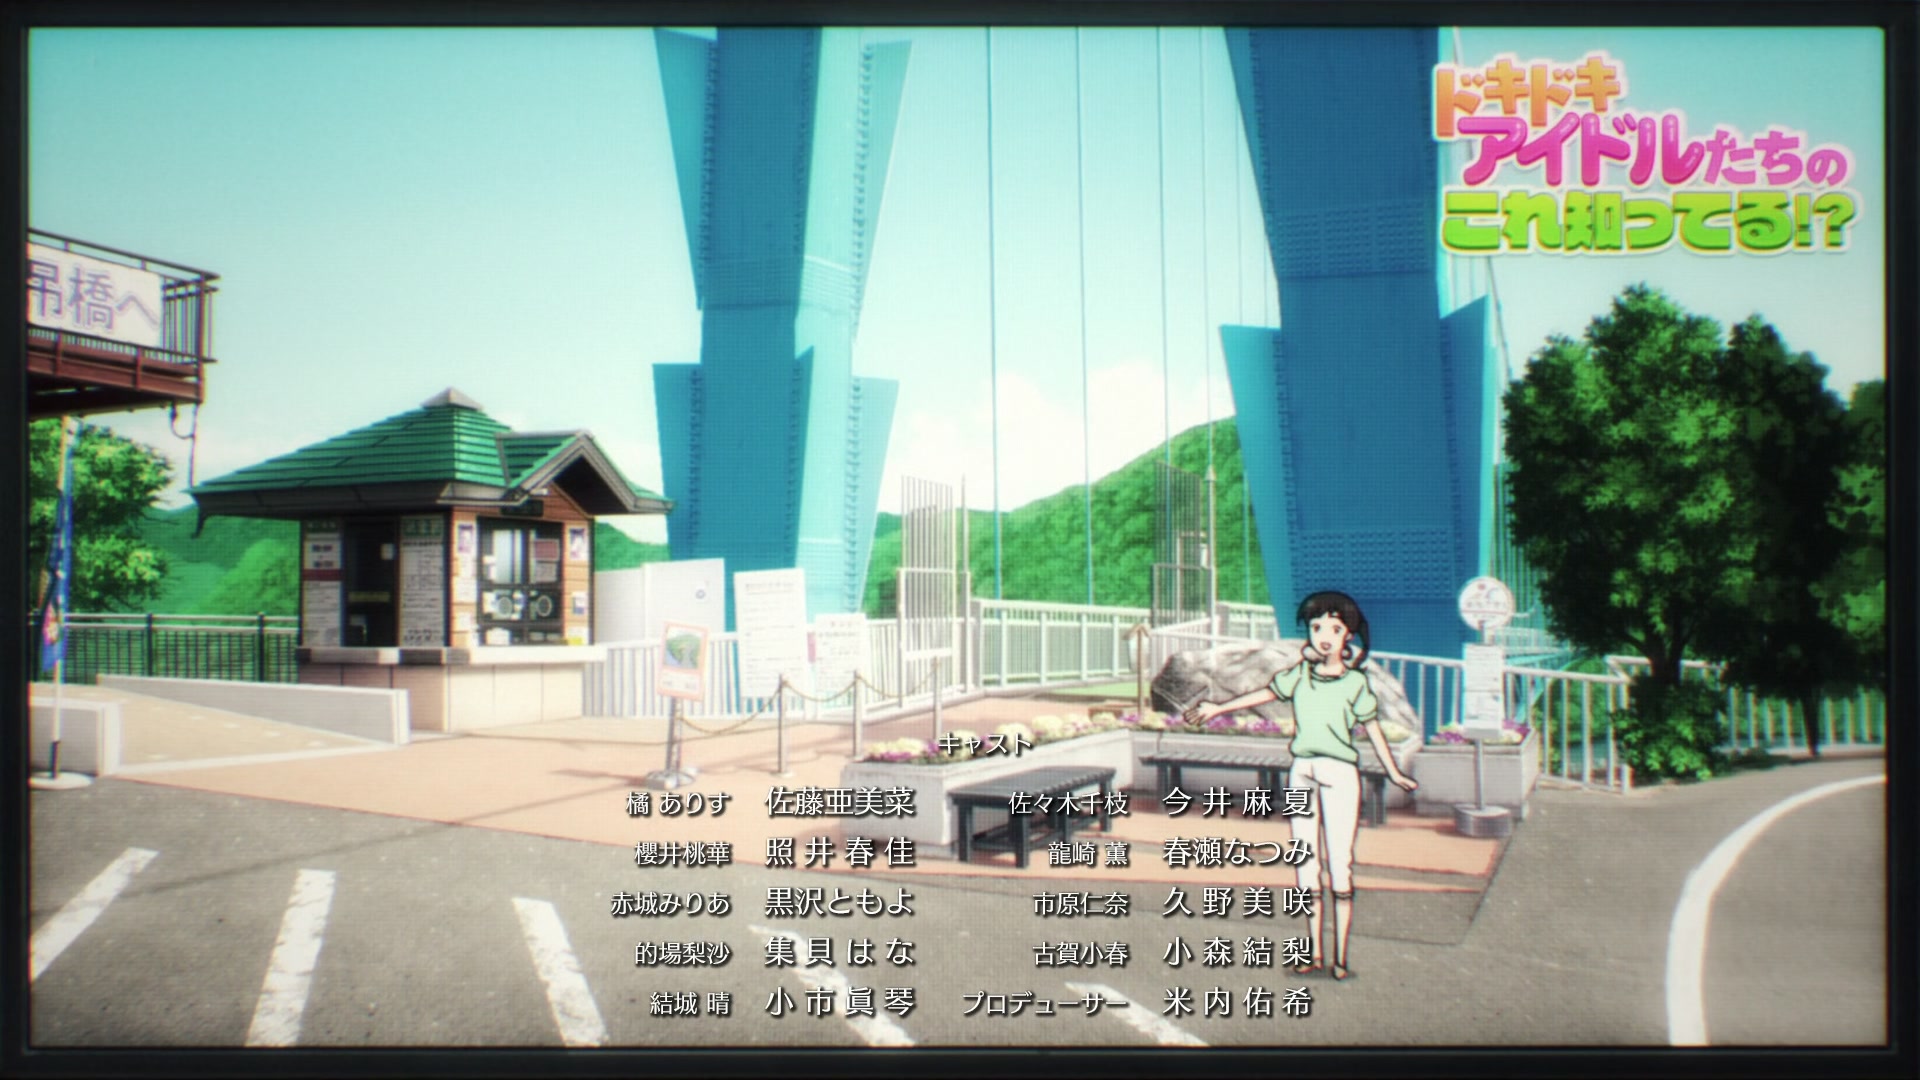 ドキドキ
アイドルたちの
これ知ってる!?
吊橋へ
キャスト
橘 ありす 佐藤亜美菜
佐々木千枝 今井麻夏
櫻井桃華 照井春佳
龍崎 薫 春瀬なつみ
赤城みりあ 黒沢ともよ
市原仁奈 久野美咲
的場梨沙 集貝はな
古賀小春 小森結梨
結城 晴 小市眞琴
プロデューサー 米内佑希